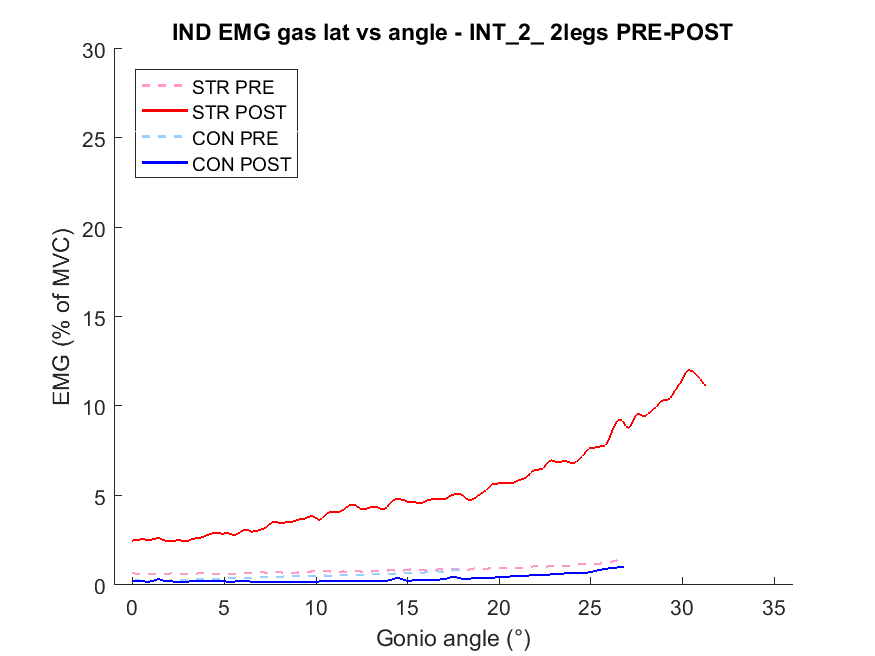 IND EMG gas lat vs angle - INT_2_ 2legs PRE-POST
30
25
20
15
10
5
0
EMG (% of MVC)
STR PRE
STR POST
CON PRE
CON POST
0 5 10 15 20 25 30 35
Gonio angle (°)